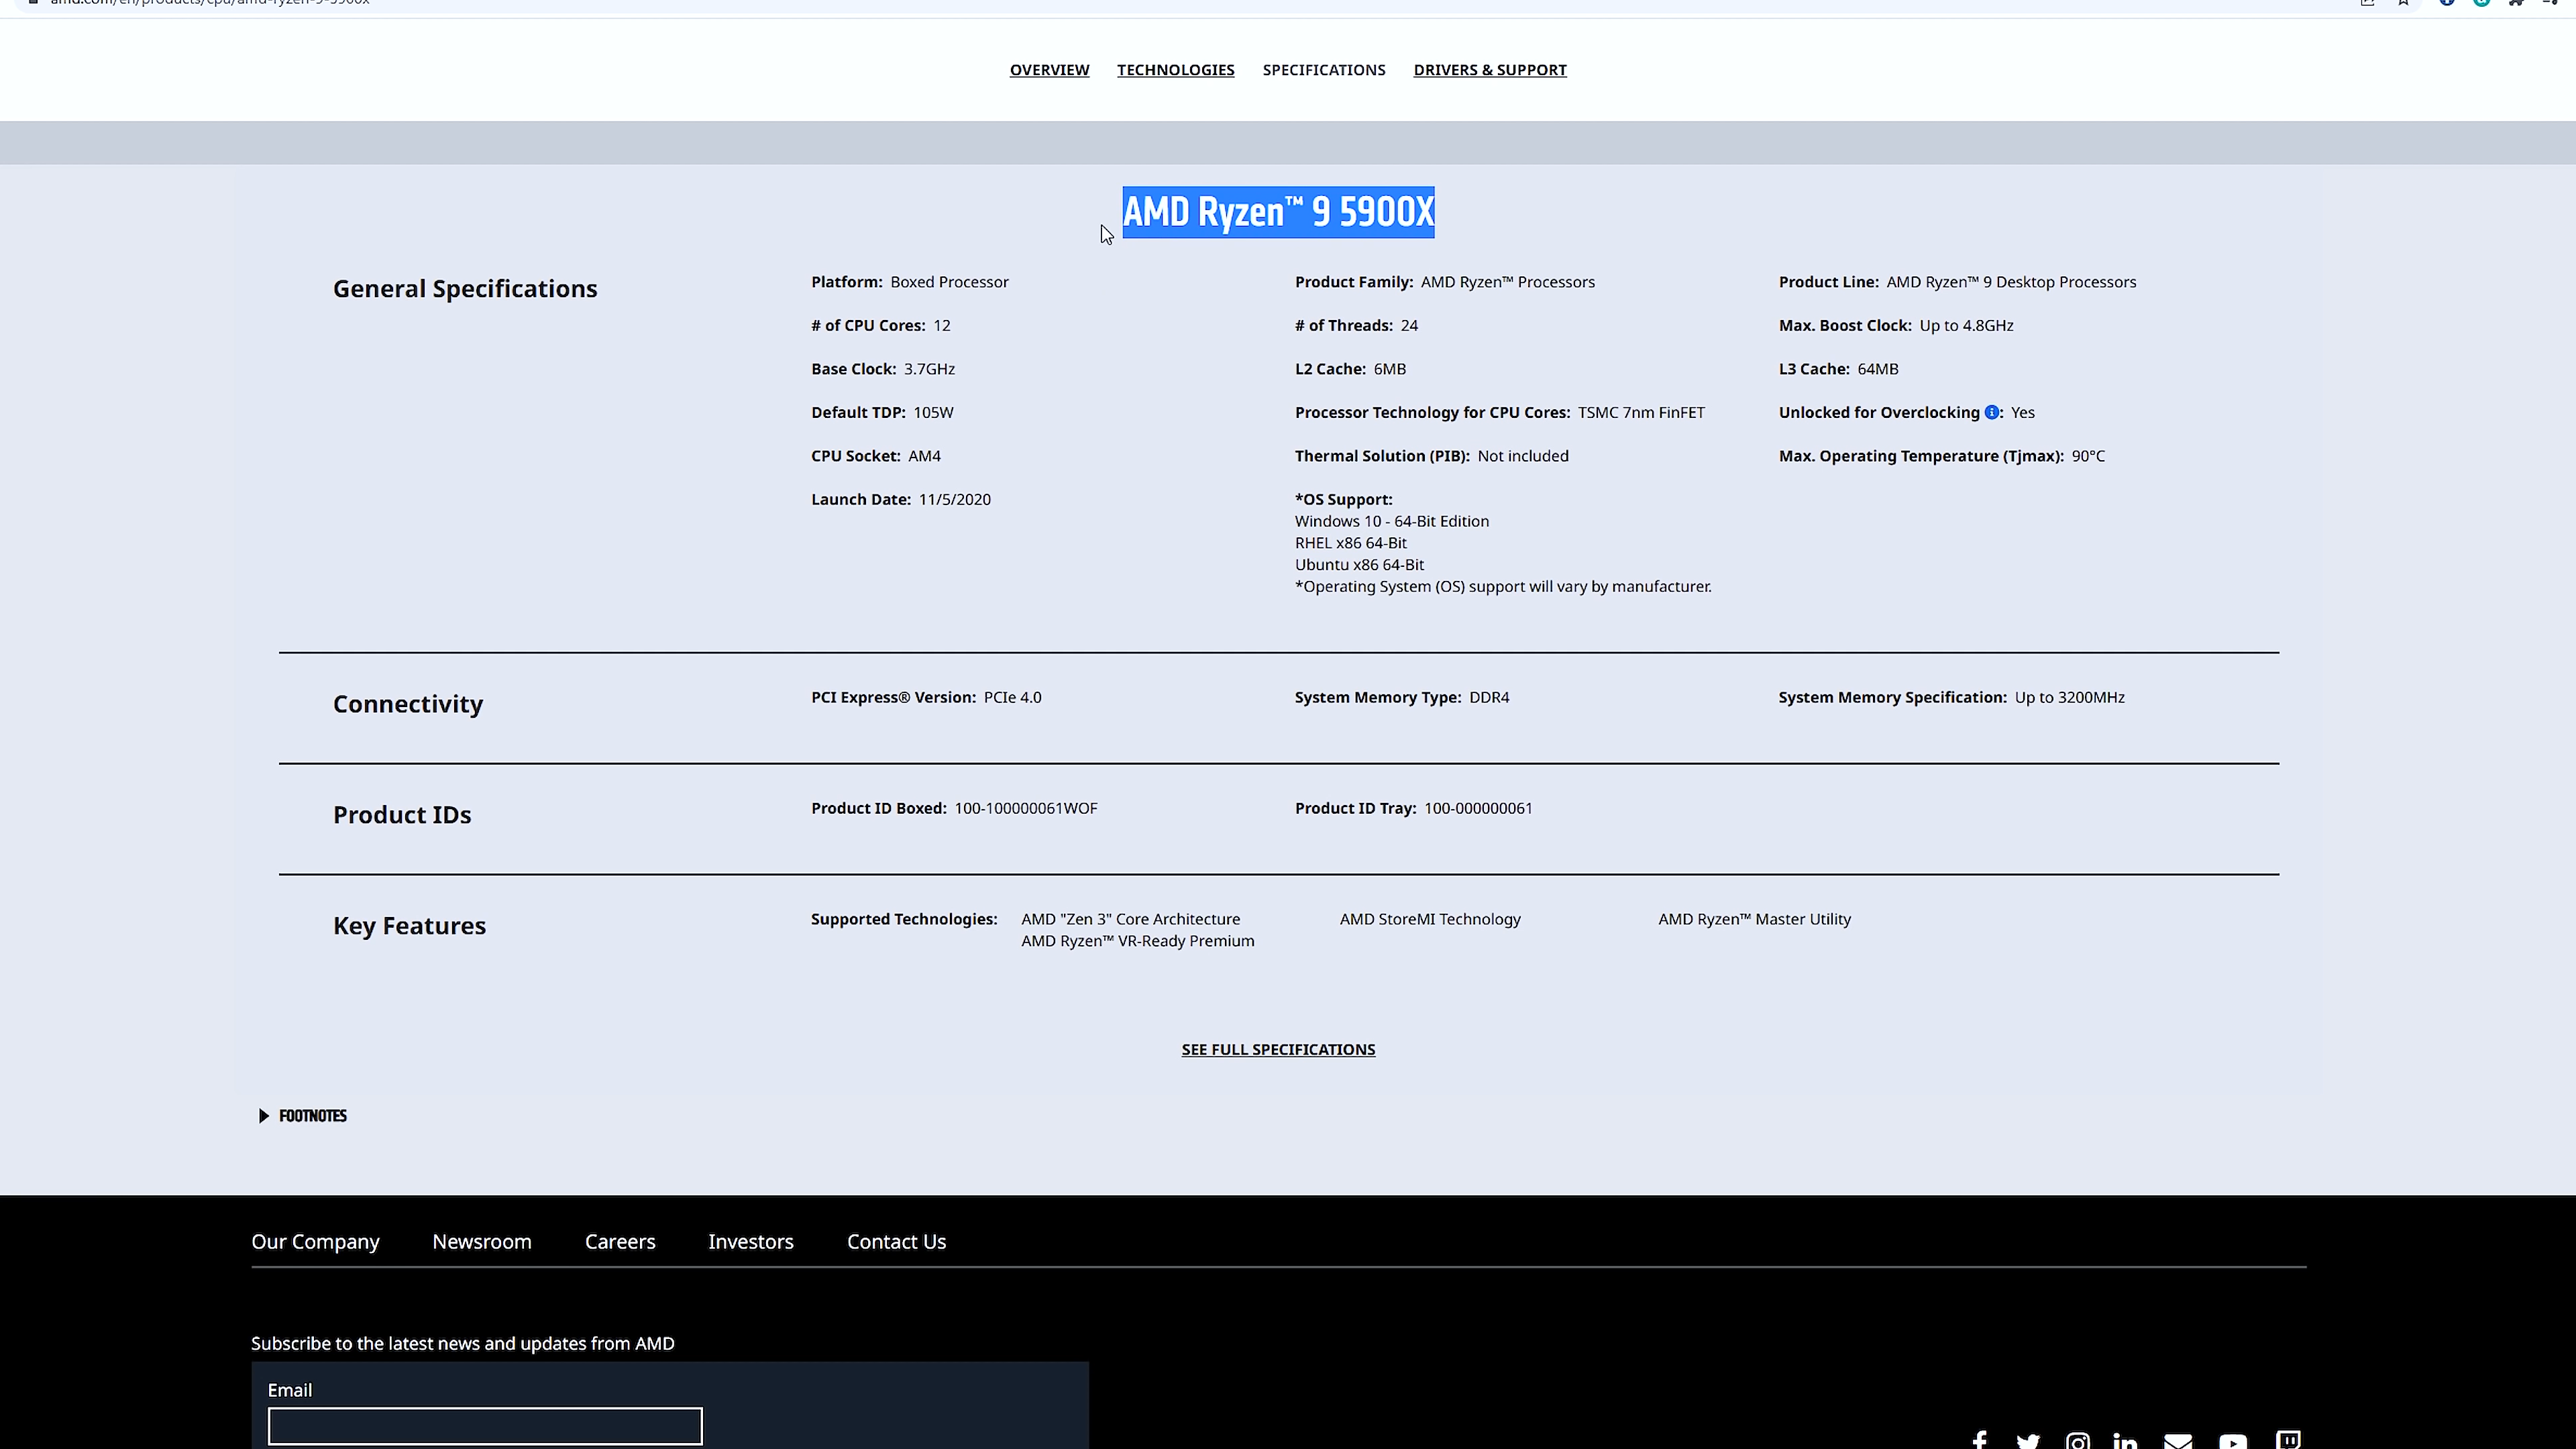 amd.com/en/products/cpu/amd-ryzen-9-5900x
OVERVIEW TECHNOLOGIES SPECIFICATIONS DRIVERS & SUPPORT
AMD Ryzen™ 9 5900X
General Specifications
Platform: Boxed Processor
Product Family: AMD Ryzen™ Processors
Product Line: AMD Ryzen™ 9 Desktop Processors
# of CPU Cores: 12
# of Threads: 24
Max. Boost Clock: Up to 4.8GHz
Base Clock: 3.7GHz
L2 Cache: 6MB
L3 Cache: 64MB
Default TDP: 105W
Processor Technology for CPU Cores: TSMC 7nm FinFET
Unlocked for Overclocking i: Yes
CPU Socket: AM4
Thermal Solution (PIB): Not included
Max. Operating Temperature (Tjmax): 90°C
Launch Date: 11/5/2020
*OS Support:
Windows 10 - 64-Bit Edition
RHEL x86 64-Bit
Ubuntu x86 64-Bit
*Operating System (OS) support will vary by manufacturer.
Connectivity
PCI Express® Version: PCIe 4.0
System Memory Type: DDR4
System Memory Specification: Up to 3200MHz
Product IDs
Product ID Boxed: 100-100000061WOF
Product ID Tray: 100-000000061
Key Features
Supported Technologies:
AMD "Zen 3" Core Architecture
AMD StoreMI Technology
AMD Ryzen™ Master Utility
AMD Ryzen™ VR-Ready Premium
SEE FULL SPECIFICATIONS
FOOTNOTES
Our Company Newsroom Careers Investors Contact Us
Subscribe to the latest news and updates from AMD
Email